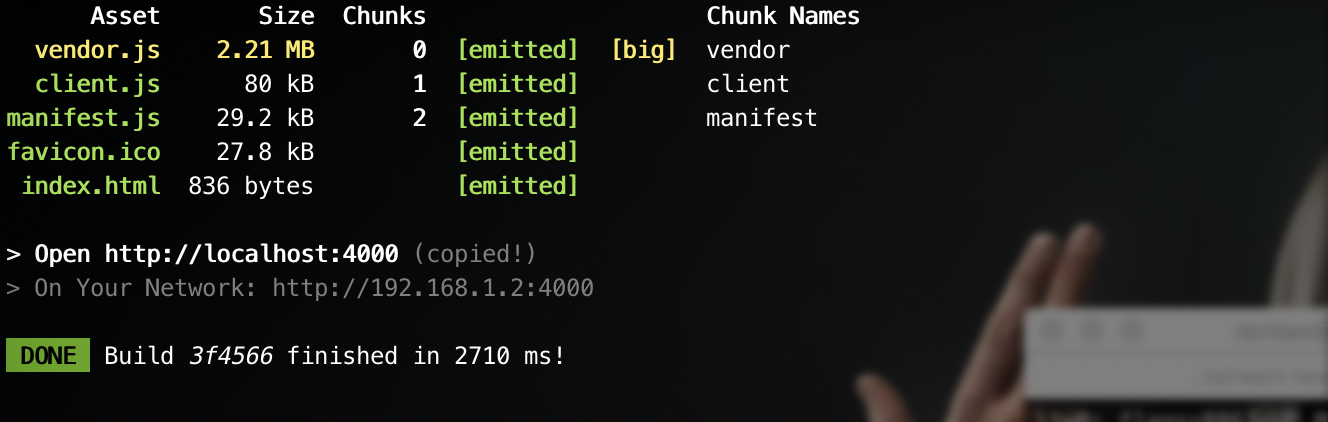 Asset Size Chunks Chunk Names
vendor.js 2.21 MB 0 [emitted] [big] vendor
client.js 80 kB 1 [emitted] client
manifest.js 29.2 kB 2 [emitted] manifest
favicon.ico 27.8 kB [emitted]
index.html 836 bytes [emitted]
> Open http://localhost:4000 (copied!)
> On Your Network: http://192.168.1.2:4000
DONE Build 3f4566 finished in 2710 ms!